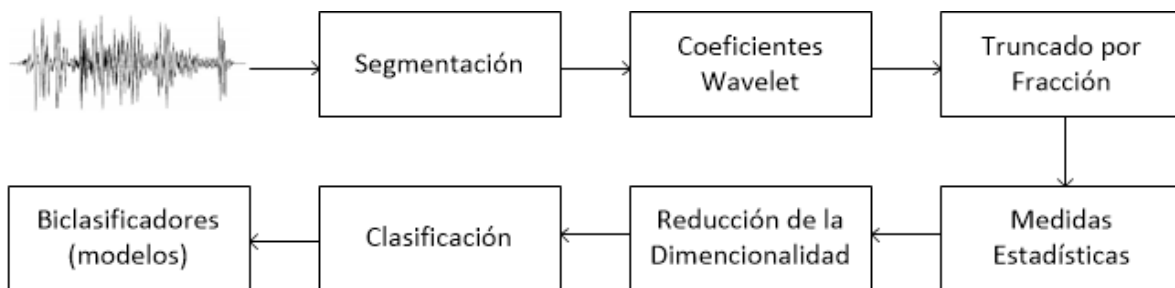 Segmentación
Coeficientes
Wavelet
Truncado por
Fracción
Biclasificadores
(modelos)
Clasificación
Reducción de la
Dimencionalidad
Medidas
Estadísticas